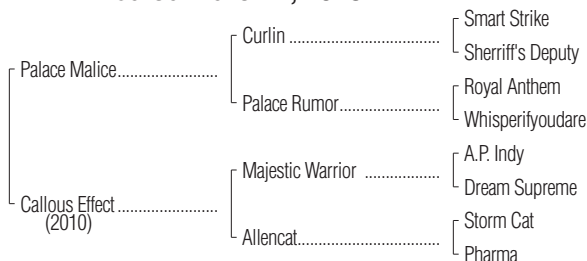 Smart Strike
Curlin
Sherriff's Deputy
Palace Malice
Royal Anthem
Palace Rumor
Whisperifyoudare
A.P. Indy
Majestic Warrior
Dream Supreme
Callous Effect
(2010)
Storm Cat
Allencat
Pharma